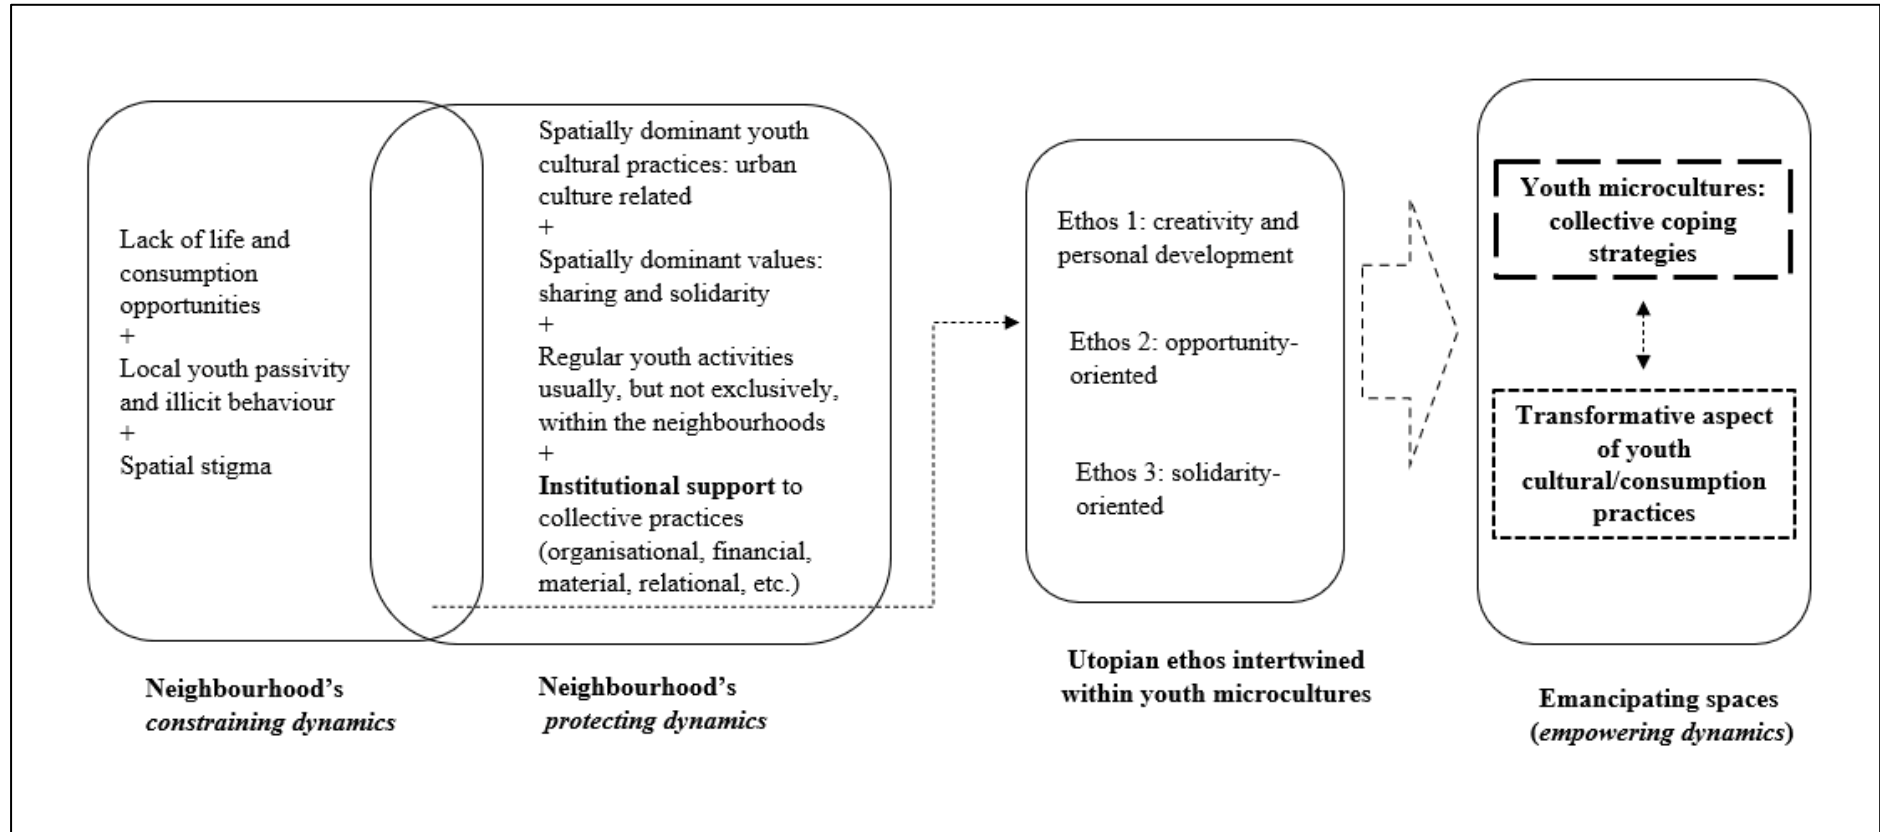 Lack of life and
consumption
opportunities
+
Local youth passivity
and illicit behaviour
+
Spatial stigma
Neighbourhood’s
constraining dynamics
Spatially dominant youth
cultural practices: urban
culture related
+
Spatially dominant values:
sharing and solidarity
+
Regular youth activities
usually, but not exclusively,
within the neighbourhoods
+
Institutional support to
collective practices
(organisational, financial,
material, relational, etc.)
Neighbourhood’s
protecting dynamics
Ethos 1: creativity and
personal development
Ethos 2: opportunity-
oriented
Ethos 3: solidarity-
oriented
Utopian ethos intertwined
within youth microcultures
Youth microcultures:
collective coping
strategies
Transformative aspect
of youth
cultural/consumption
practices
Emancipating spaces
(empowering dynamics)